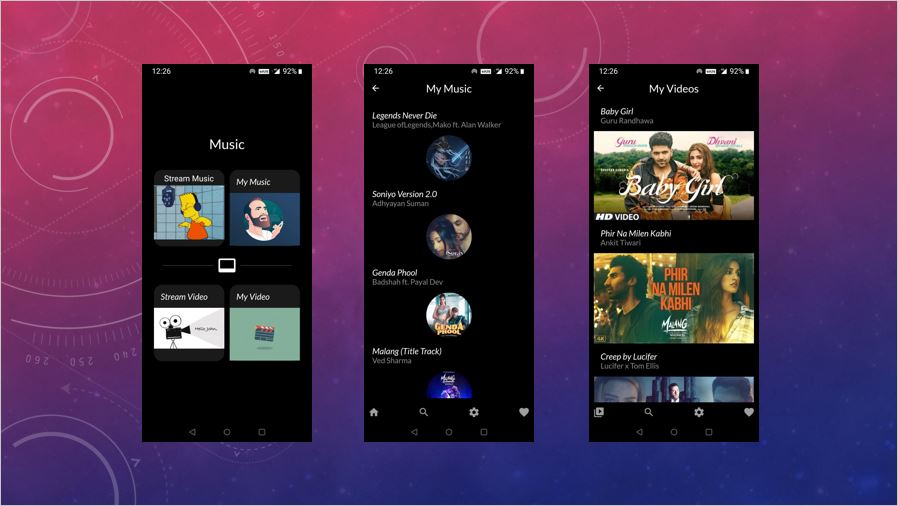 12:26
92%
Music
Stream Music
My Music
Stream Video
My Video
Hello John,
12:26
92%
My Music
Legends Never Die
League ofLegends,Mako ft. Alan Walker
Soniyo Version 2.0
Adhyayan Suman
Genda Phool
Badshah ft. Payal Dev
GENDA
PHOOL
Malang (Title Track)
Ved Sharma
MALANG
12:26
92%
My Videos
Baby Girl
Guru Randhawa
Guru
Dhvani
Baby Girl
HD VIDEO
Phir Na Milen Kabhi
Ankit Tiwari
PHIR
NA MILEN
KABHI
MALANG
4K
Creep by Lucifer
Lucifer x Tom Ellis
150
240
250
260